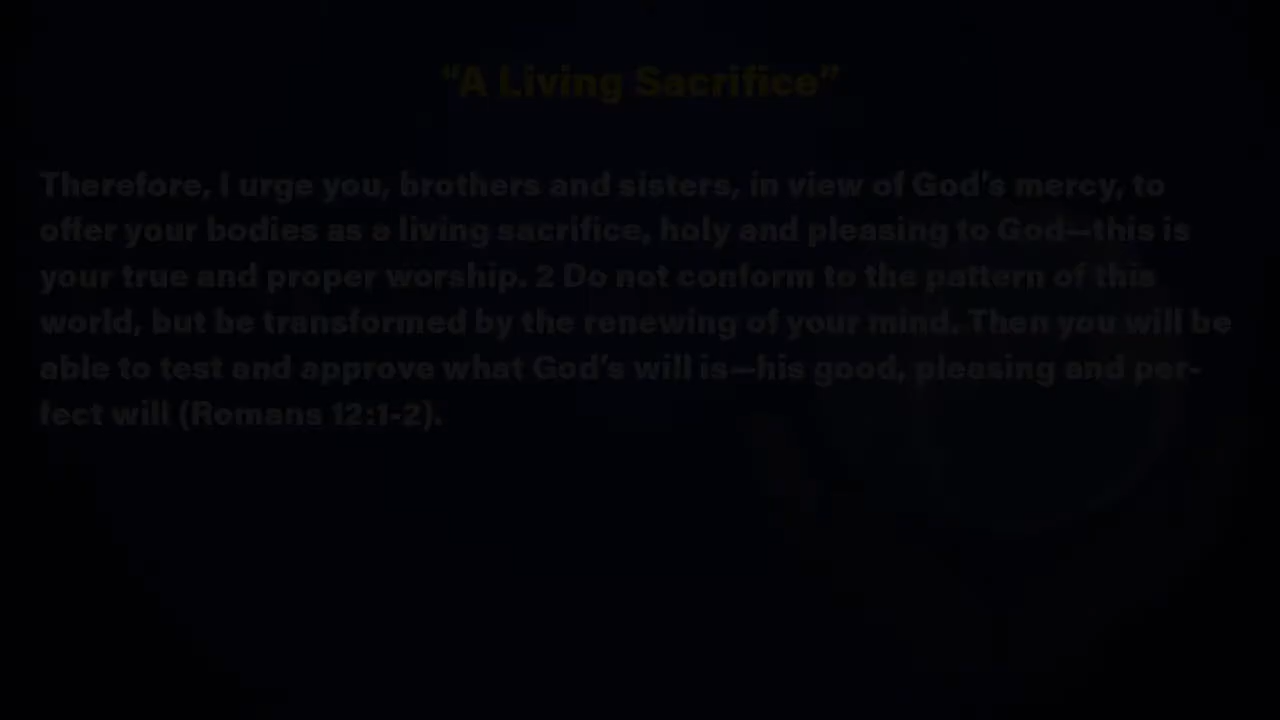 “A Living Sacrifice”
Therefore, I urge you, brothers and sisters, in view of God’s mercy, to
offer your bodies as a living sacrifice, holy and pleasing to God—this is
your true and proper worship. 2 Do not conform to the pattern of this
world, but be transformed by the renewing of your mind. Then you will be
able to test and approve what God’s will is—his good, pleasing and per-
fect will (Romans 12:1-2).